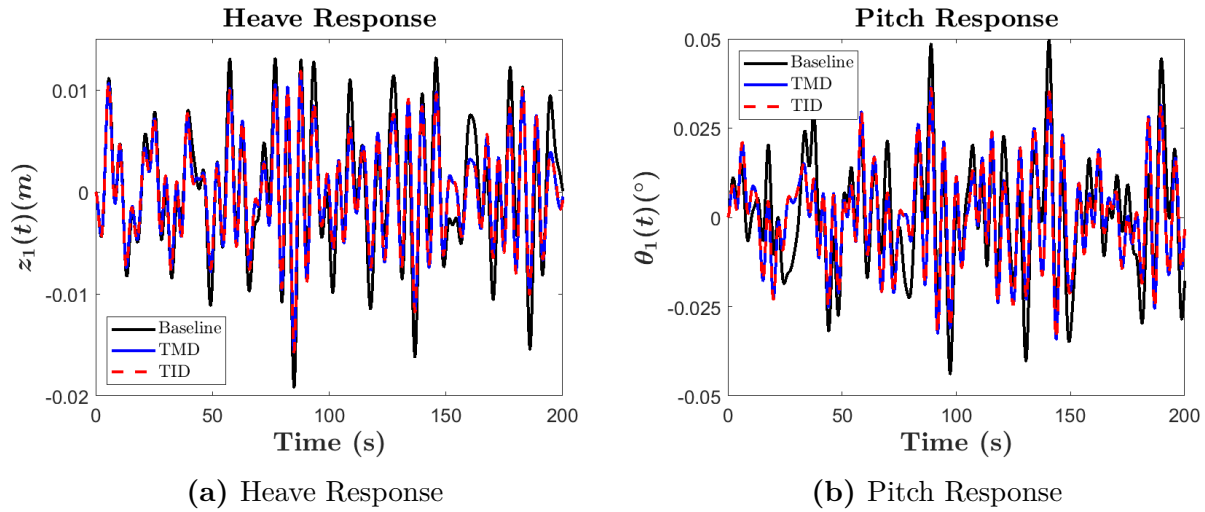 Heave Response
0.01
0
-0.01
-0.02
z₁(t)(m)
Baseline
TMD
TID
0 50 100 150 200
Time (s)
(a) Heave Response
Pitch Response
0.05
0.025
0
-0.025
-0.05
θ₁(t)(°)
Baseline
TMD
TID
0 50 100 150 200
Time (s)
(b) Pitch Response